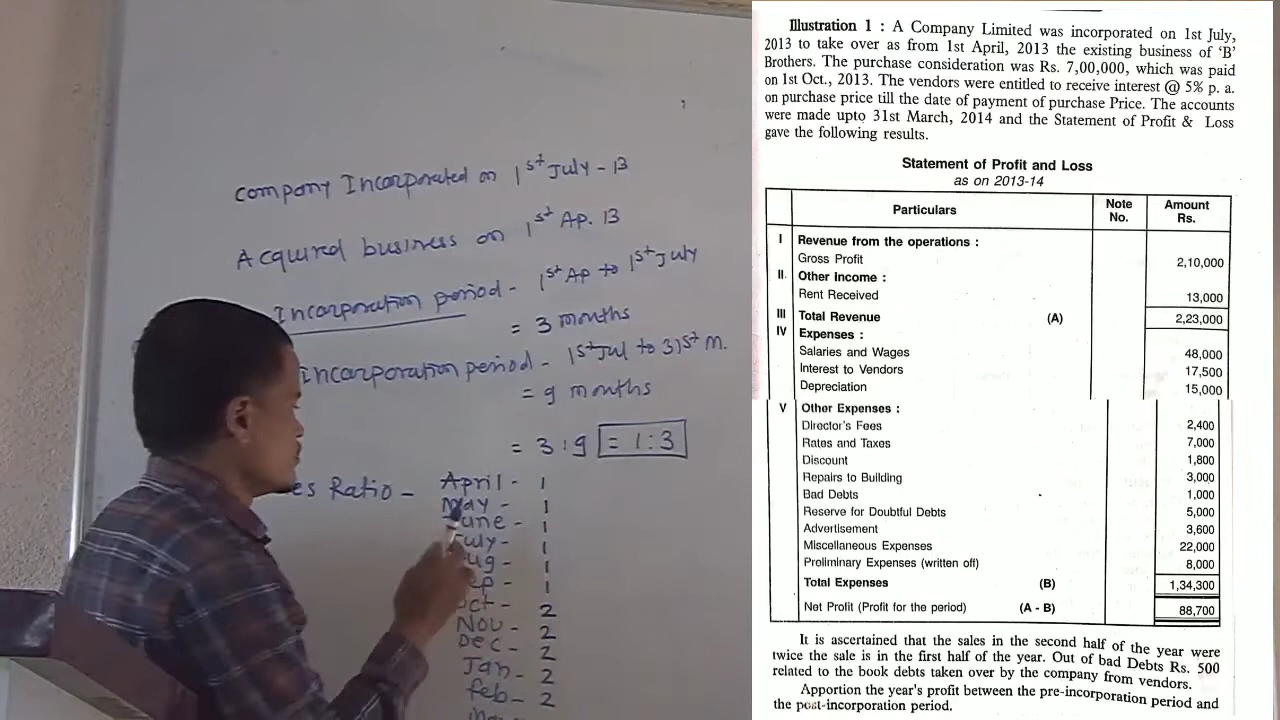 company Incorporated on 1st July - 13
Acquired business on 1st Ap. 13
Incorporation period - 1st Ap to 1st July
= 3 months
incorporation period - 1st Jul to 31st M.
= 9 months
= 3:9 = 1:3
es Ratio - April - 1
May - 1
June - 1
July - 1
ug - 1
ep - 1
oct - 2
Nov - 2
Dec - 2
Jan - 2
feb - 2
Illustration 1 : A Company Limited was incorporated on 1st July,
2013 to take over as from 1st April, 2013 the existing business of 'B'
Brothers. The purchase consideration was Rs. 7,00,000, which was paid
on 1st Oct., 2013. The vendors were entitled to receive interest @ 5% p. a.
on purchase price till the date of payment of purchase Price. The accounts
were made upto 31st March, 2014 and the Statement of Profit & Loss
gave the following results.
Statement of Profit and Loss
as on 2013-14
Particulars Note No. Amount Rs.
I Revenue from the operations :
Gross Profit 2,10,000
II. Other Income :
Rent Received 13,000
III Total Revenue (A) 2,23,000
IV Expenses :
Salaries and Wages 48,000
Interest to Vendors 17,500
Depreciation 15,000
V Other Expenses :
Director's Fees 2,400
Rates and Taxes 7,000
Discount 1,800
Repairs to Building 3,000
Bad Debts 1,000
Reserve for Doubtful Debts 5,000
Advertisement 3,600
Miscellaneous Expenses 22,000
Preliminary Expenses (written off) 8,000
Total Expenses (B) 1,34,300
Net Profit (Profit for the period) (A - B) 88,700
It is ascertained that the sales in the second half of the year were
twice the sale is in the first half of the year. Out of bad Debts Rs. 500
related to the book debts taken over by the company from vendors.
Apportion the year's profit between the pre-incorporation period and
the post-incorporation period.